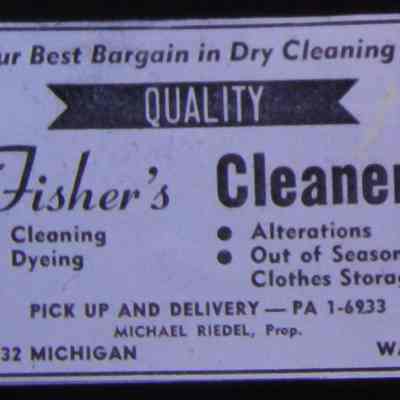 ur Best Bargain in Dry Cleaning
QUALITY
Fisher's Cleaner
Cleaning ● Alterations
Dyeing ● Out of Season
Clothes Storag
PICK UP AND DELIVERY — PA 1-6933
MICHAEL RIEDEL, Prop.
32 MICHIGAN WA